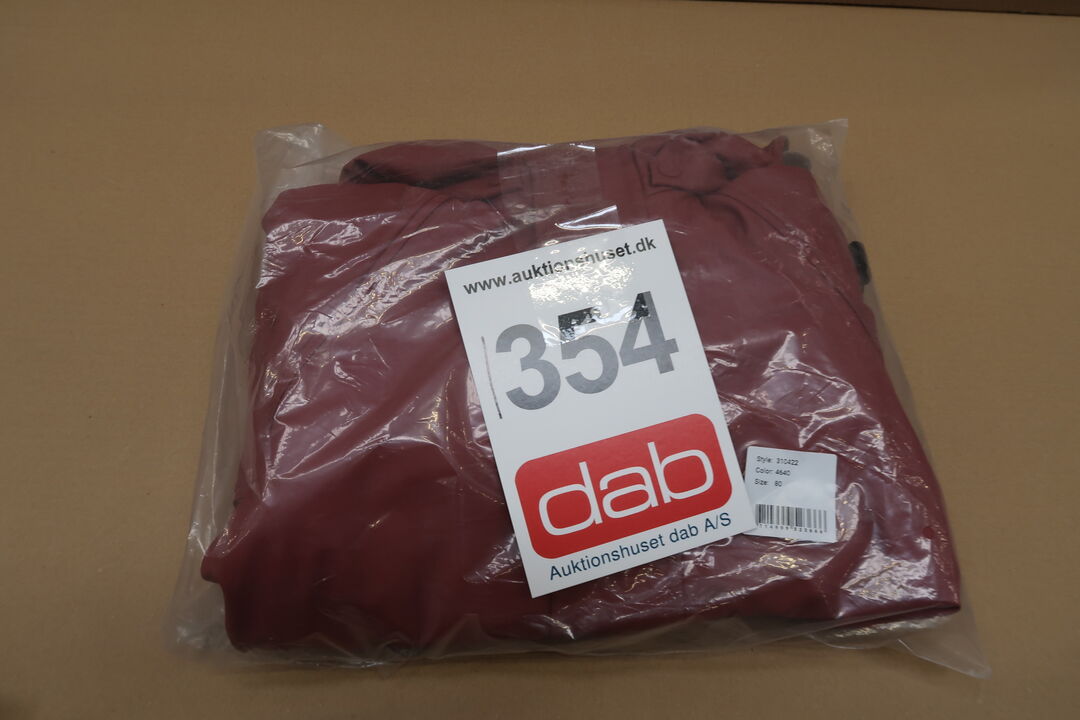 www.auktionshuset.dk
354
dab
Auktionshuset dab A/S
Style: 310422
Color: 4640
Size: 80